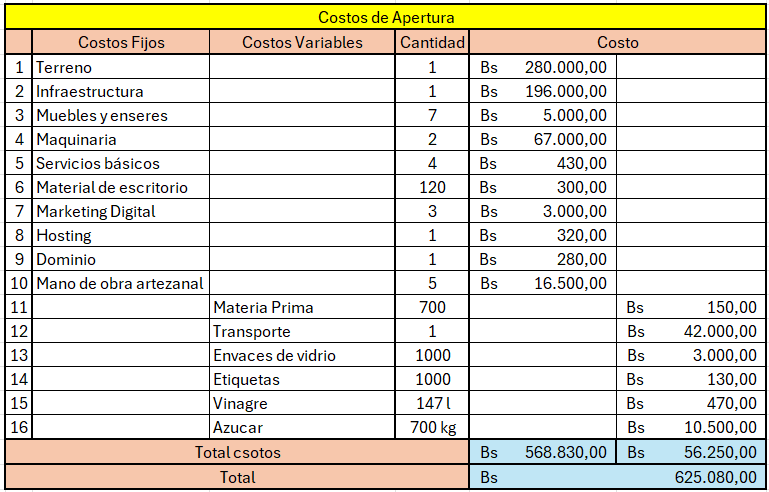 Costos de Apertura
Costos Fijos Costos Variables Cantidad Costo
1 Terreno 1 Bs 280.000,00
2 Infraestructura 1 Bs 196.000,00
3 Muebles y enseres 7 Bs 5.000,00
4 Maquinaria 2 Bs 67.000,00
5 Servicios básicos 4 Bs 430,00
6 Material de escritorio 120 Bs 300,00
7 Marketing Digital 3 Bs 3.000,00
8 Hosting 1 Bs 320,00
9 Dominio 1 Bs 280,00
10 Mano de obra artezanal 5 Bs 16.500,00
11 Materia Prima 700 Bs 150,00
12 Transporte 1 Bs 42.000,00
13 Envaces de vidrio 1000 Bs 3.000,00
14 Etiquetas 1000 Bs 130,00
15 Vinagre 147 l Bs 470,00
16 Azucar 700 kg Bs 10.500,00
Total csotos Bs 568.830,00 Bs 56.250,00
Total Bs 625.080,00